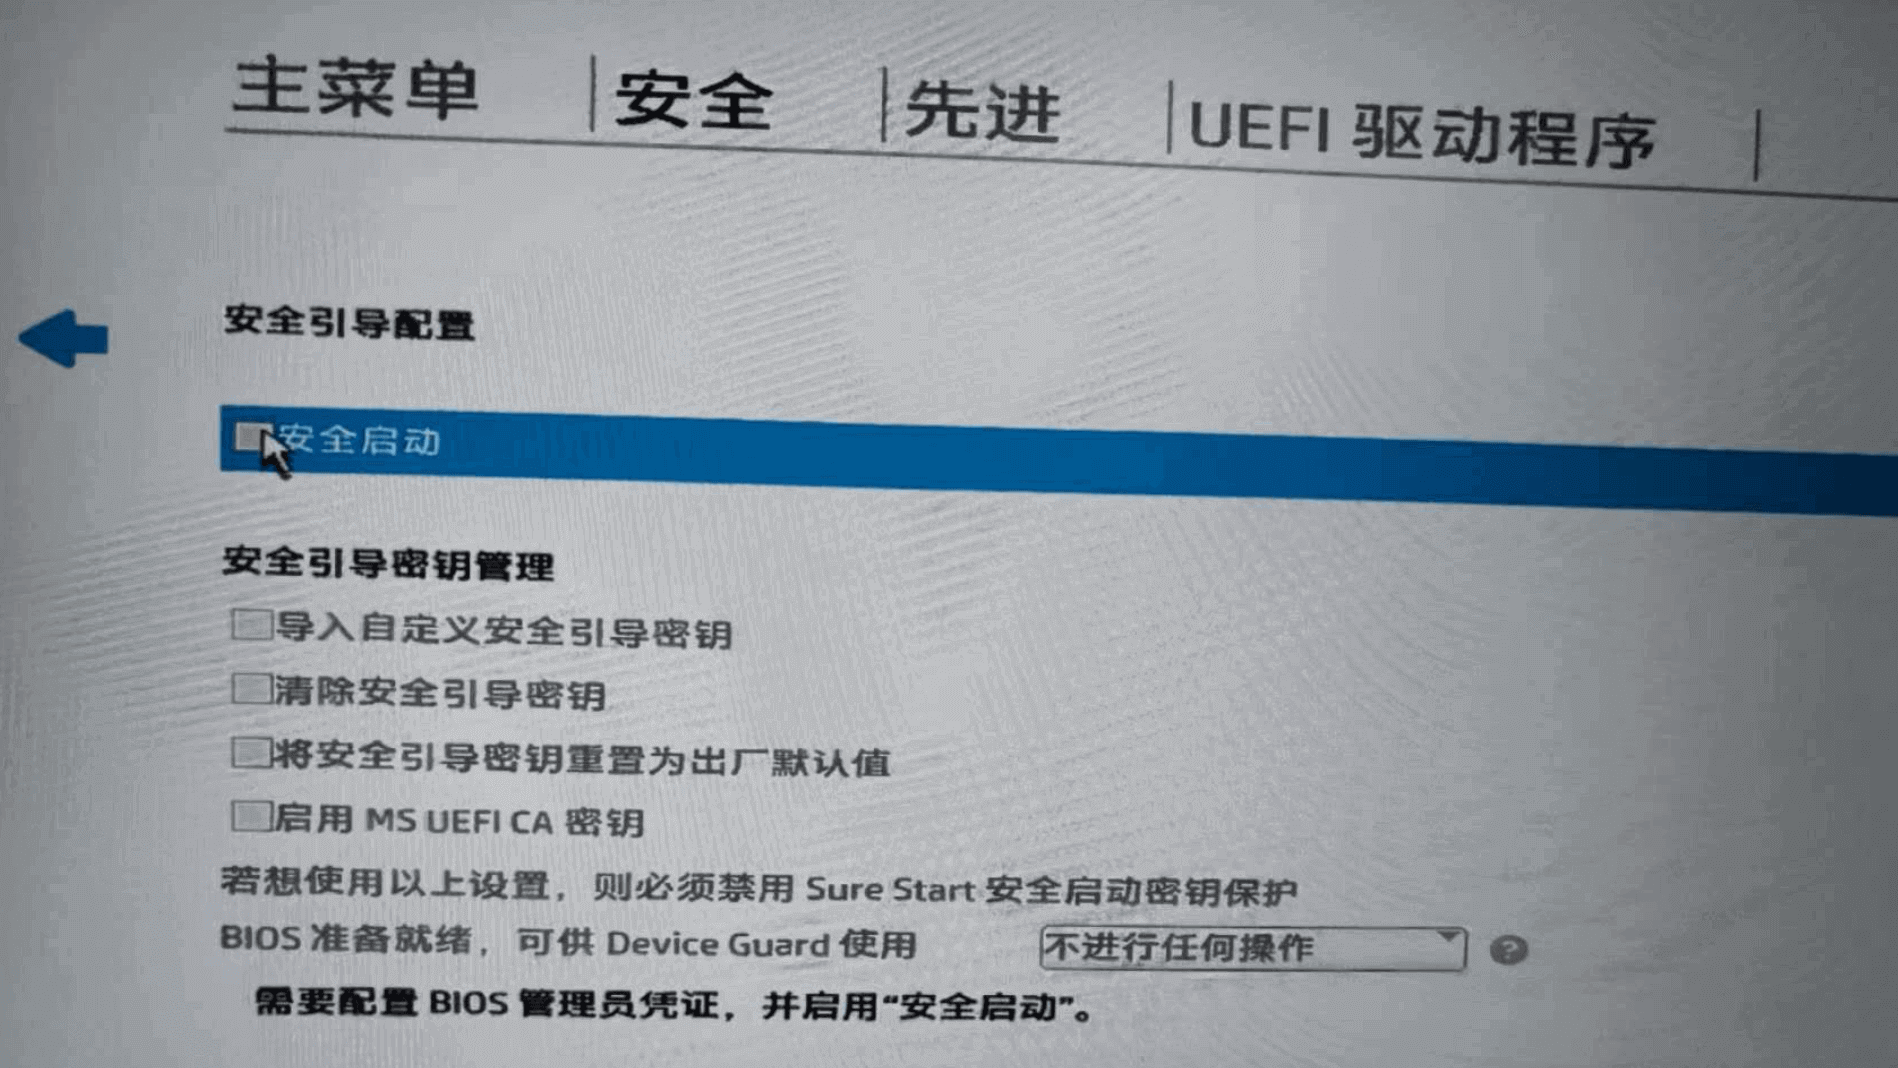 主菜单 安全 先进 UEFI 驱动程序
安全引导配置
安全启动
安全引导密钥管理
导入自定义安全引导密钥
清除安全引导密钥
将安全引导密钥重置为出厂默认值
启用 MS UEFI CA 密钥
若想使用以上设置，则必须禁用 Sure Start 安全启动密钥保护
BIOS 准备就绪，可供 Device Guard 使用 不进行任何操作 ?
需要配置 BIOS 管理员凭证，并启用“安全启动”。